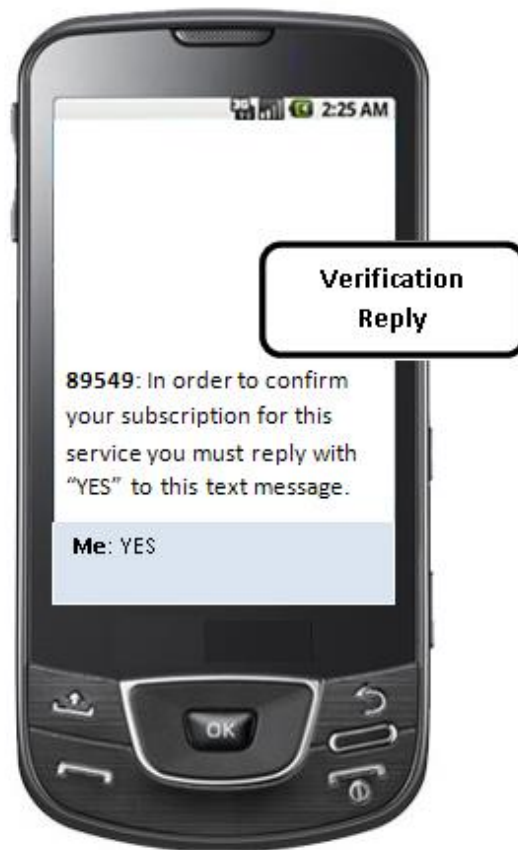 3G
2:25 AM
Verification
Reply
89549: In order to confirm
your subscription for this
service you must reply with
“YES” to this text message.
Me: YES
OK